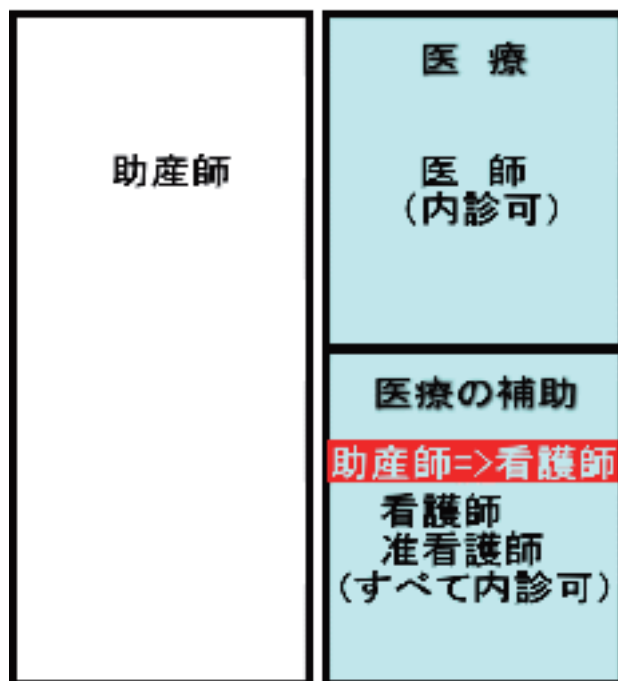 助産師
医 療
医 師
(内診可)
医療の補助
助産師=>看護師
看護師
准看護師
(すべて内診可)